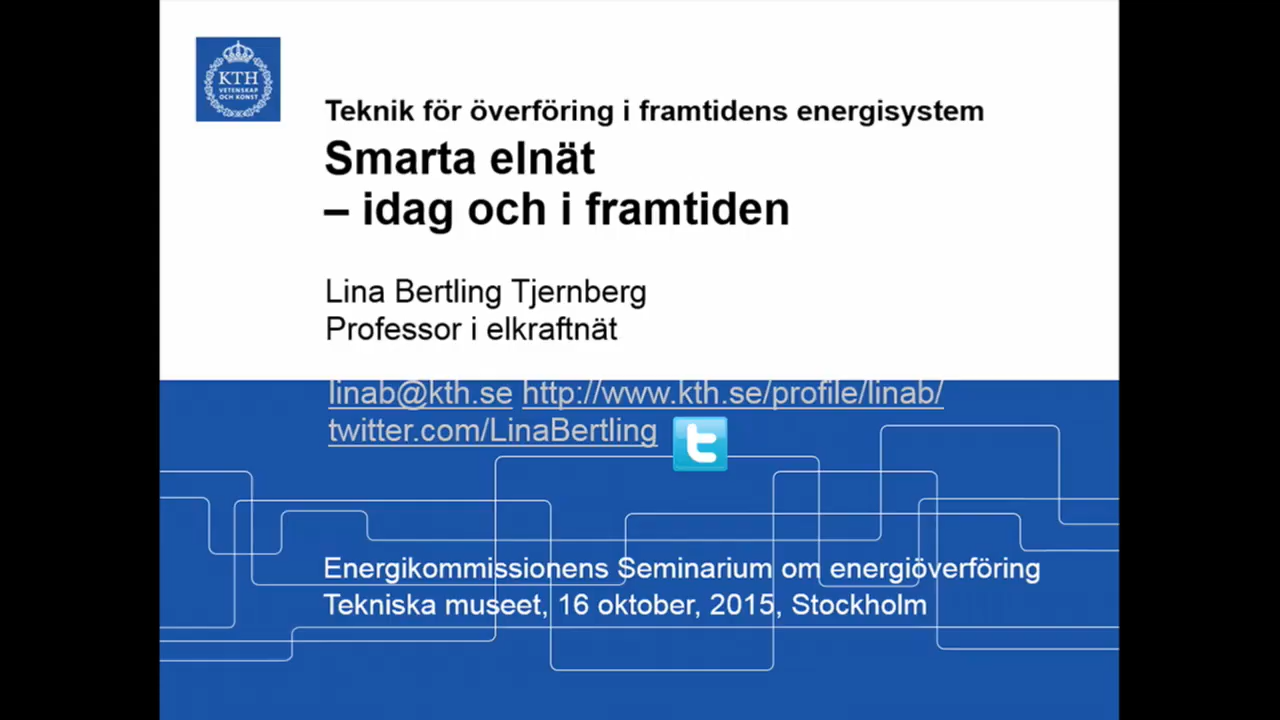 KTH
VETENSKAP
OCH KONST
Teknik för överföring i framtidens energisystem
Smarta elnät
– idag och i framtiden
Lina Bertling Tjernberg
Professor i elkraftnät
linab@kth.se http://www.kth.se/profile/linab/
twitter.com/LinaBertling
Energikommissionens Seminarium om energiöverföring
Tekniska museet, 16 oktober, 2015, Stockholm